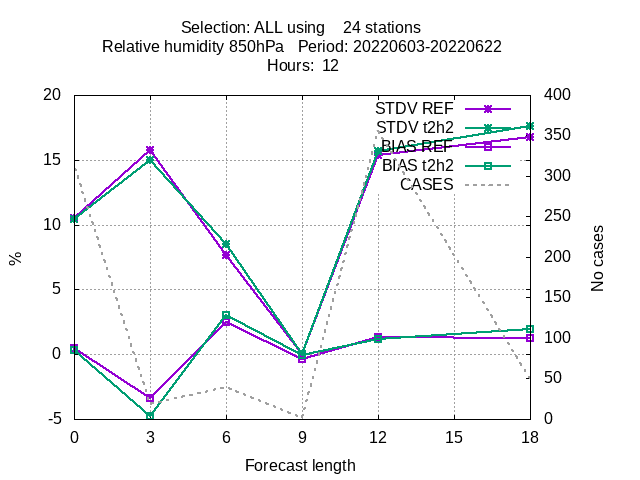 Selection: ALL using    24 stations
Relative humidity 850hPa   Period: 20220603-20220622
Hours:  12
STDV REF
STDV t2h2
BIAS REF
BIAS t2h2
CASES
20
15
10
5
0
-5
400
350
300
250
200
150
100
50
0
%
No cases
0 3 6 9 12 15 18
Forecast length